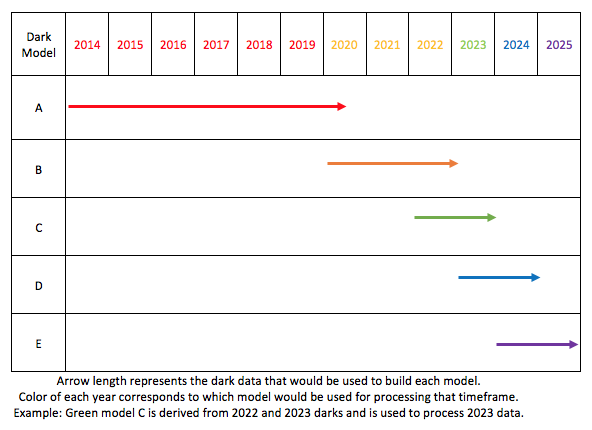 Dark
Model
2014 2015 2016 2017 2018 2019 2020 2021 2022 2023 2024 2025
A
B
C
D
E
Arrow length represents the dark data that would be used to build each model.
Color of each year corresponds to which model would be used for processing that timeframe.
Example: Green model C is derived from 2022 and 2023 darks and is used to process 2023 data.